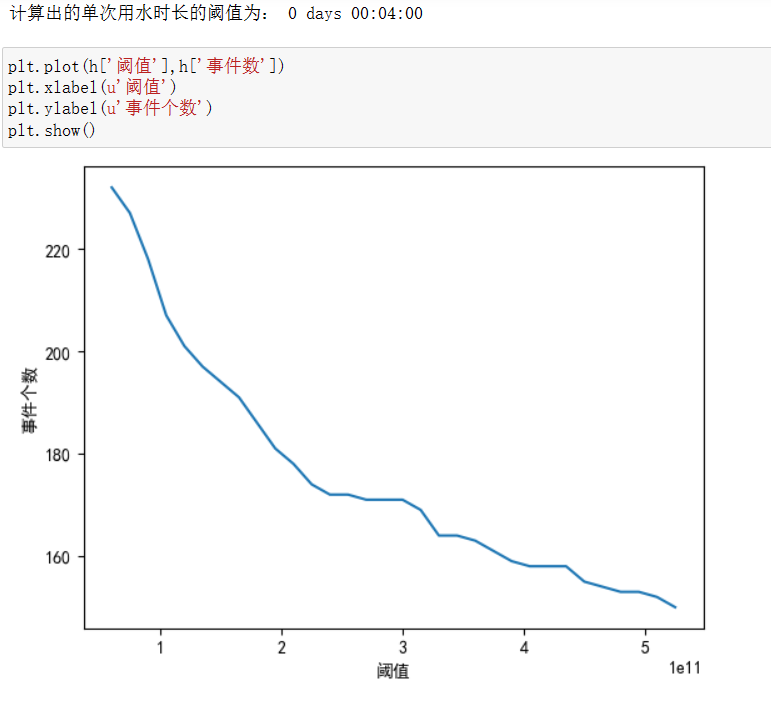 计算出的单次用水时长的阈值为： 0 days 00:04:00
plt.plot(h['阈值'],h['事件数'])
plt.xlabel(u'阈值')
plt.ylabel(u'事件个数')
plt.show()
220
200
180
160
事件个数
1 2 3 4 5
阈值
1e11